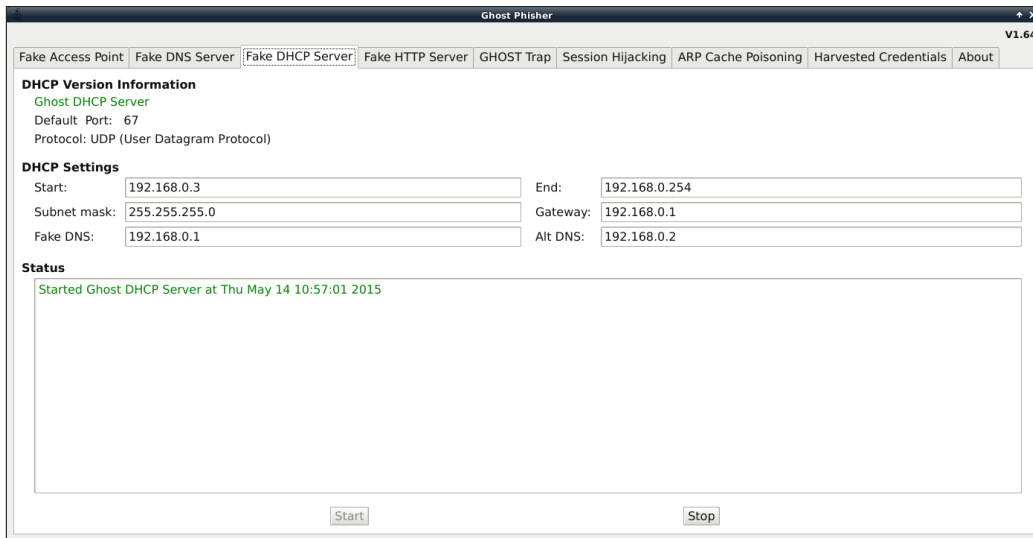 Ghost Phisher
V1.64
Fake Access Point Fake DNS Server Fake DHCP Server Fake HTTP Server GHOST Trap Session Hijacking ARP Cache Poisoning Harvested Credentials About
DHCP Version Information
Ghost DHCP Server
Default Port: 67
Protocol: UDP (User Datagram Protocol)
DHCP Settings
Start: 192.168.0.3 End: 192.168.0.254
Subnet mask: 255.255.255.0 Gateway: 192.168.0.1
Fake DNS: 192.168.0.1 Alt DNS: 192.168.0.2
Status
Started Ghost DHCP Server at Thu May 14 10:57:01 2015
Start Stop